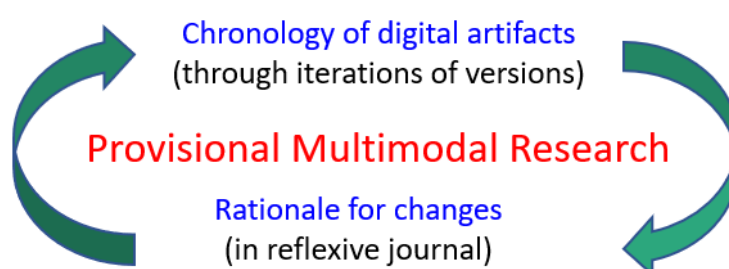 Chronology of digital artifacts
(through iterations of versions)
Provisional Multimodal Research
Rationale for changes
(in reflexive journal)